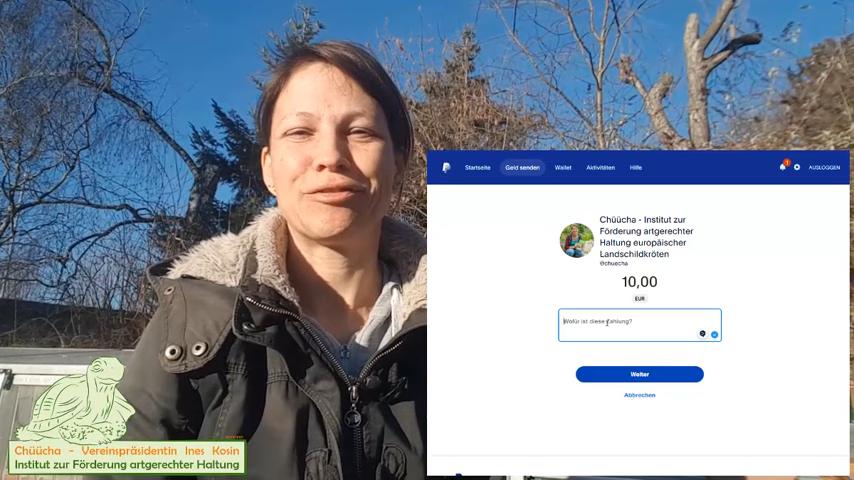 Startseite
Geld senden
Wallet
Aktivitäten
Hilfe
1
AUSLOGGEN
Chüücha - Institut zur
Förderung artgerechter
Haltung europäischer
Landschildkröten
@chuecha
10,00
EUR
Wofür ist diese Zahlung?
Weiter
Abbrechen
Chüücha - Vereinspräsidentin Ines Kosin
Institut zur Förderung artgerechter Haltung